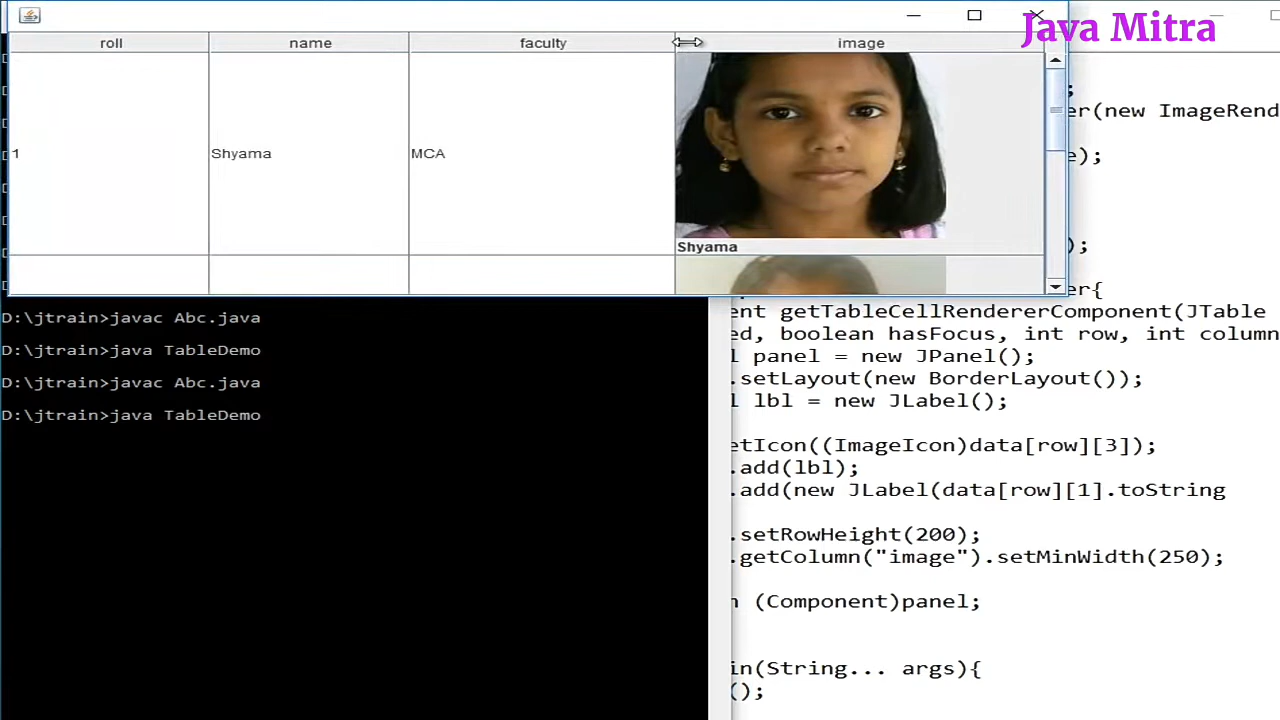 Java Mitra
roll name faculty image
er(new ImageRend
1 Shyama MCA
e);
);
Shyama
er{
D:\jtrain>javac Abc.java
ent getTableCellRendererComponent(JTable
ed, boolean hasFocus, int row, int column
D:\jtrain>java TableDemo
l panel = new JPanel();
D:\jtrain>javac Abc.java
.setLayout(new BorderLayout());
l lbl = new JLabel();
D:\jtrain>java TableDemo
etIcon((ImageIcon)data[row][3]);
.add(lbl);
.add(new JLabel(data[row][1].toString
.setRowHeight(200);
.getColumn("image").setMinWidth(250);
n (Component)panel;
in(String... args){
();